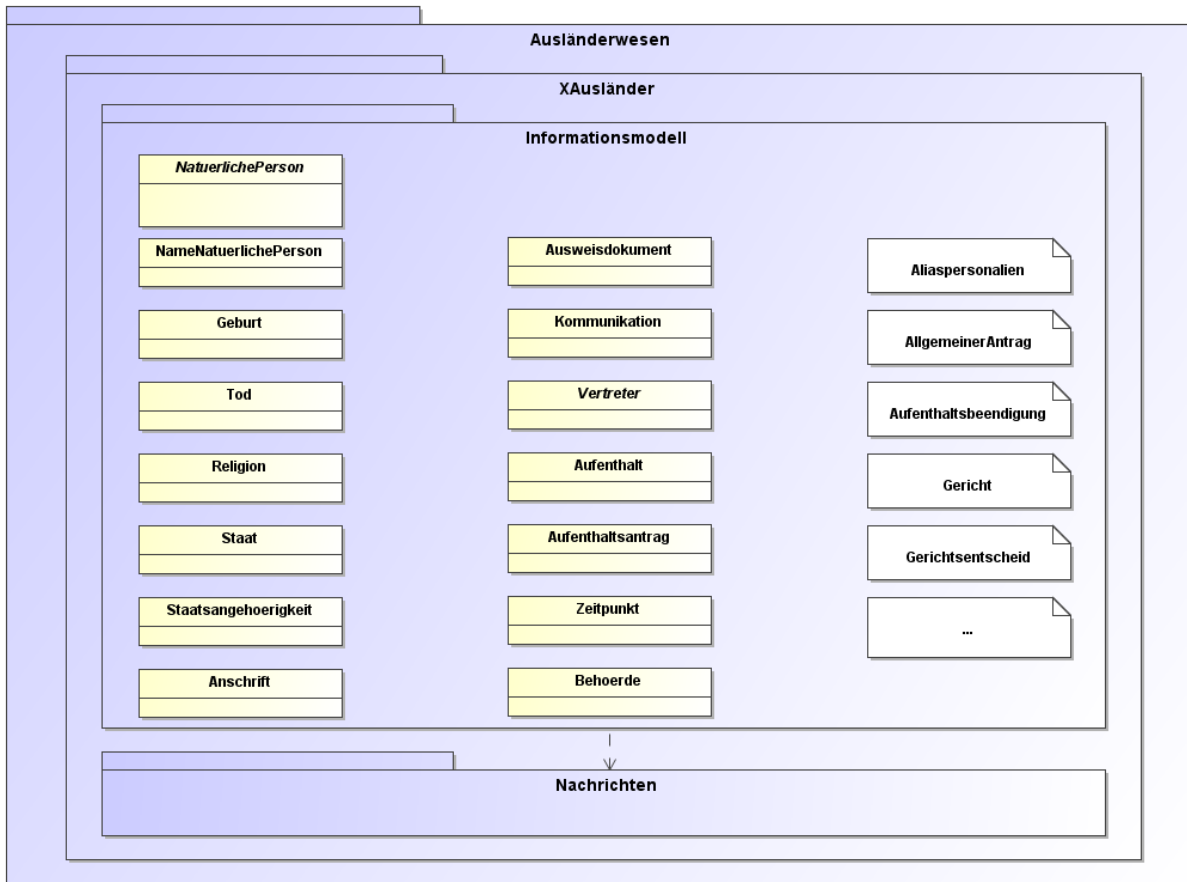 Ausländerwesen
XAusländer
Informationsmodell
NatuerlichePerson
NameNatuerlichePerson
Geburt
Tod
Religion
Staat
Staatsangehoerigkeit
Anschrift
Ausweisdokument
Kommunikation
Vertreter
Aufenthalt
Aufenthaltsantrag
Zeitpunkt
Behoerde
Aliaspersonalien
AllgemeinerAntrag
Aufenthaltsbeendigung
Gericht
Gerichtsentscheid
...
Nachrichten